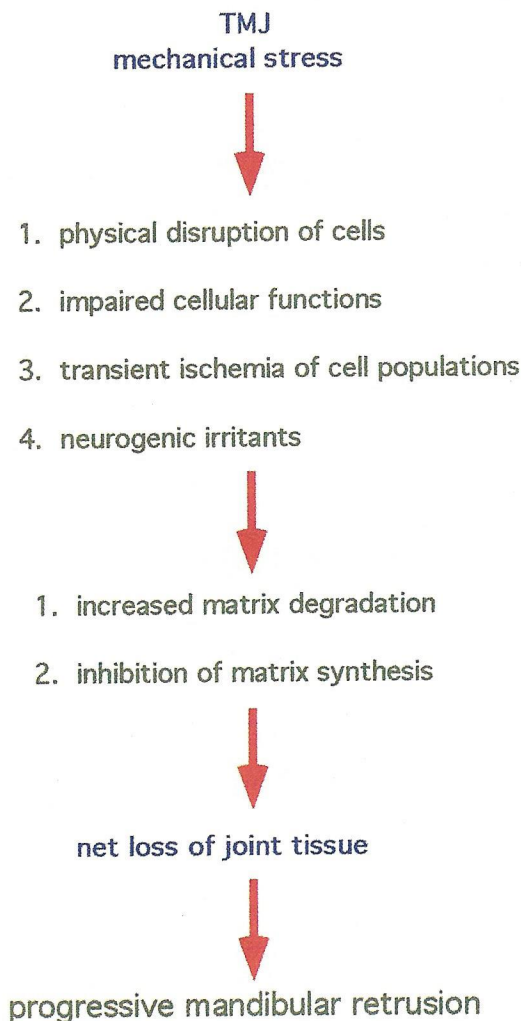 TMJ
mechanical stress
1. physical disruption of cells
2. impaired cellular functions
3. transient ischemia of cell populations
4. neurogenic irritants
1. increased matrix degradation
2. inhibition of matrix synthesis
net loss of joint tissue
progressive mandibular retrusion